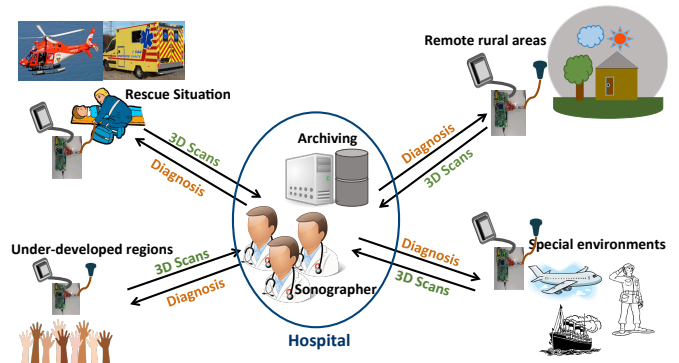 Remote rural areas
Rescue Situation
Archiving
3D Scans
Diagnosis
Diagnosis
3D Scans
Under-developed regions
3D Scans
Diagnosis
Sonographer
Diagnosis
3D Scans
Special environments
Hospital